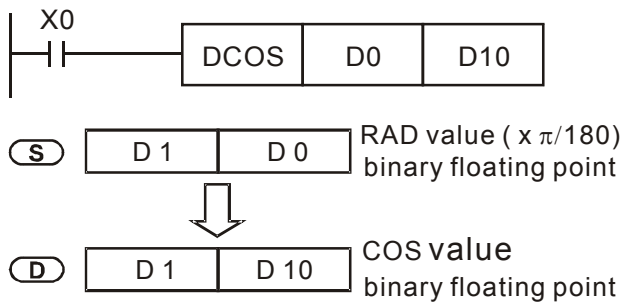 X0
DCOS D0 D10
S D 1 D 0 RAD value ( x π/180)
binary floating point
D D 1 D 10 COS value
binary floating point